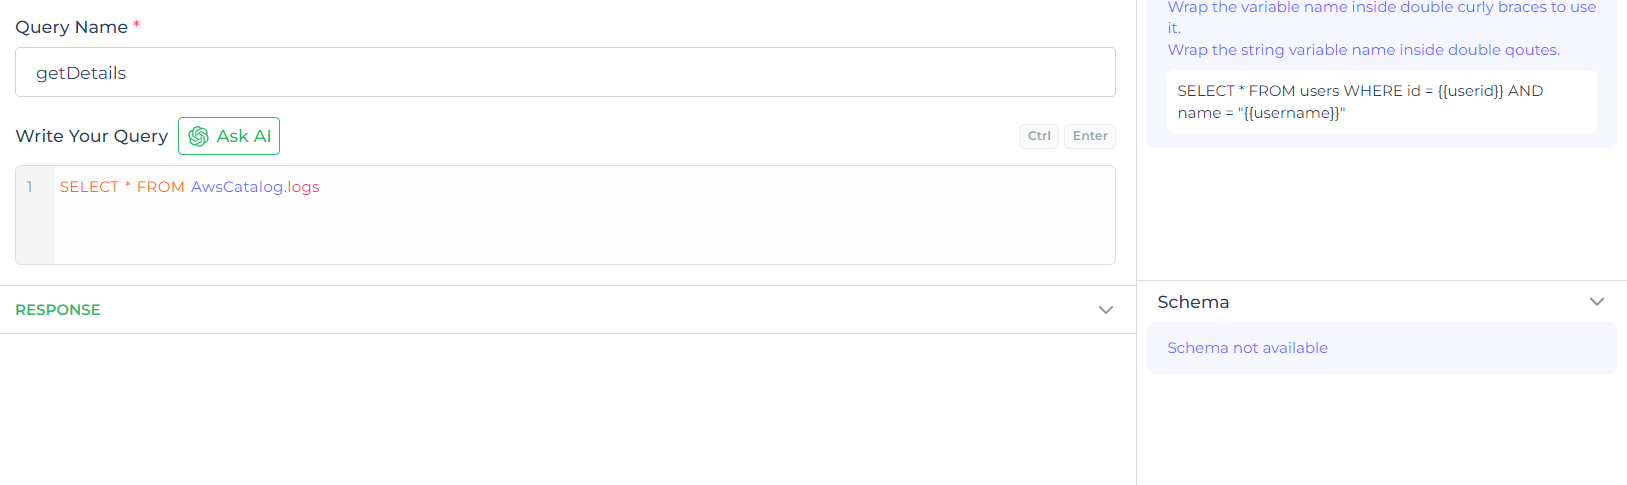 Query Name *
getDetails
Write Your Query
Ask AI
Ctrl
Enter
1
SELECT * FROM AwsCatalog.logs
RESPONSE
Wrap the variable name inside double curly braces to use
it.
Wrap the string variable name inside double qoutes.
SELECT * FROM users WHERE id = {{userid}} AND
name = "{{username}}"
Schema
Schema not available